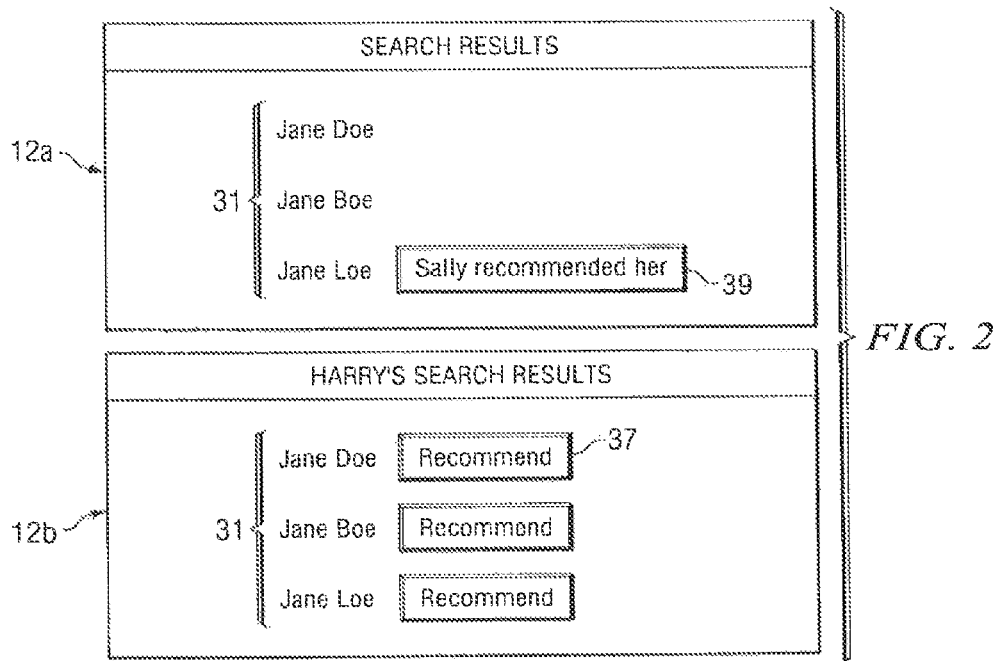 SEARCH RESULTS
12a
31
Jane Doe
Jane Boe
Jane Loe Sally recommended her
39
FIG. 2
HARRY'S SEARCH RESULTS
12b
31
Jane Doe Recommend 37
Jane Boe Recommend
Jane Loe Recommend